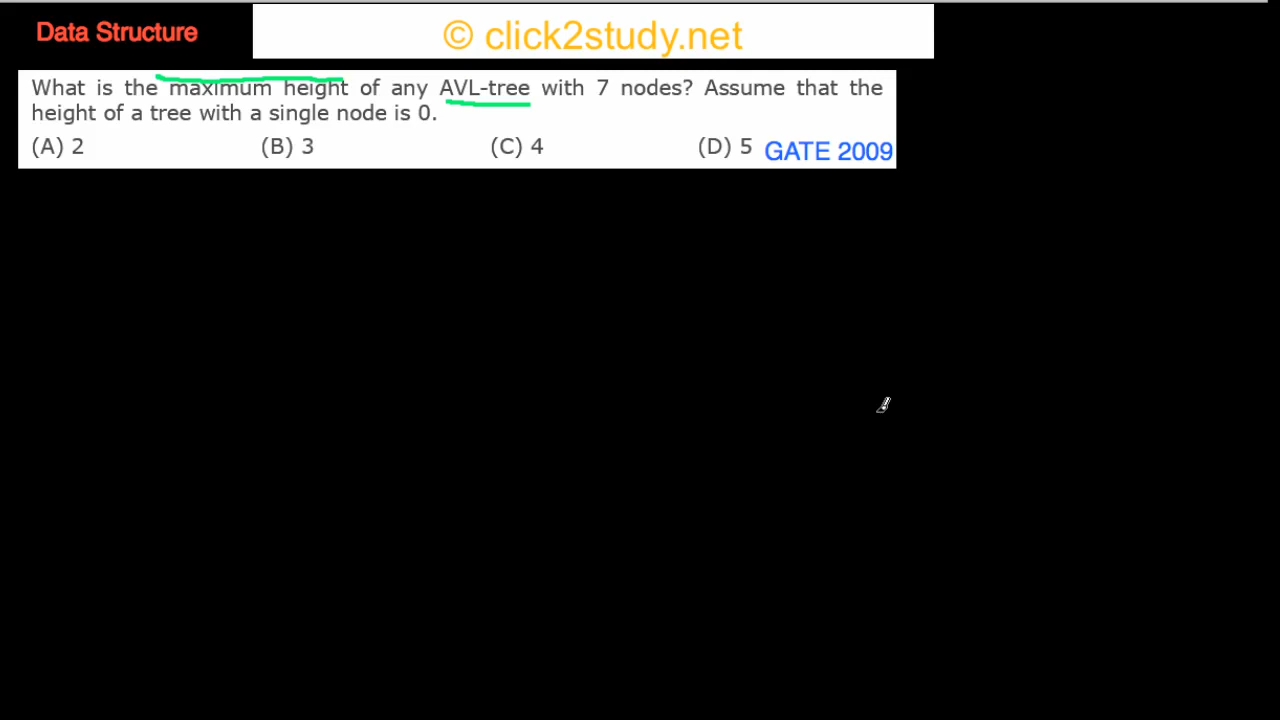 Data Structure
© click2study.net
What is the maximum height of any AVL-tree with 7 nodes? Assume that the
height of a tree with a single node is 0.
(A) 2 (B) 3 (C) 4 (D) 5 GATE 2009